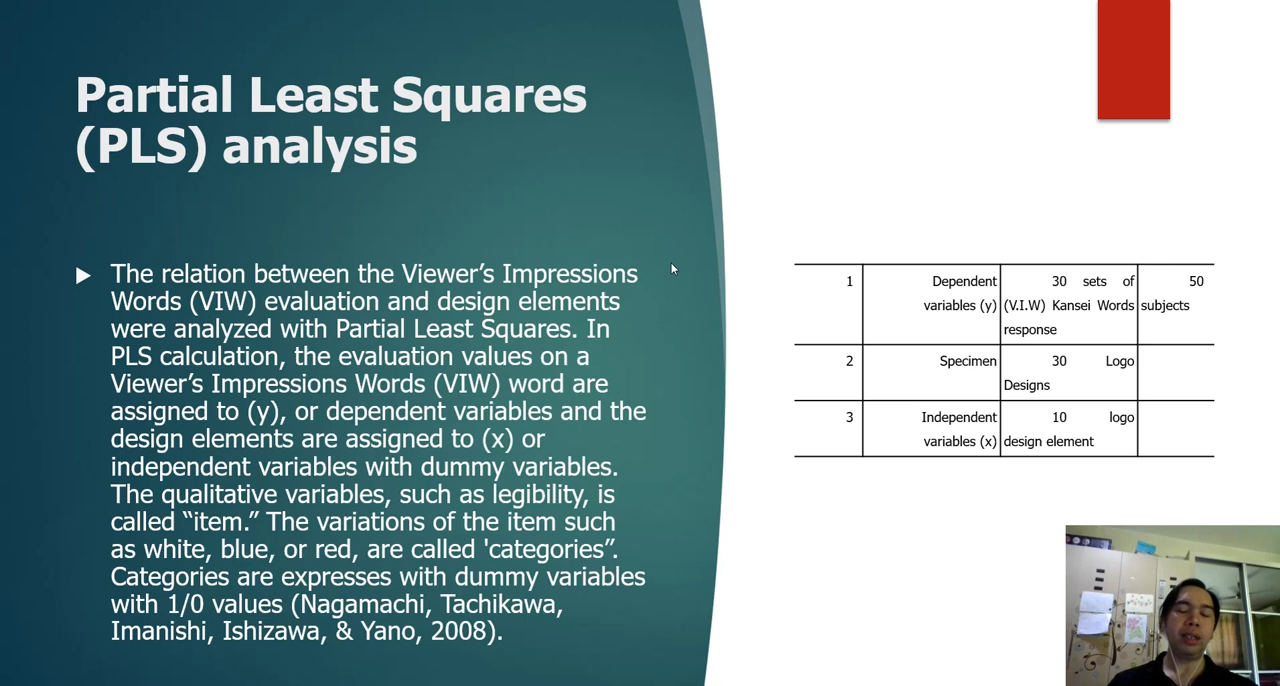 Partial Least Squares
(PLS) analysis
The relation between the Viewer’s Impressions
Words (VIW) evaluation and design elements
were analyzed with Partial Least Squares. In
PLS calculation, the evaluation values on a
Viewer’s Impressions Words (VIW) word are
assigned to (y), or dependent variables and the
design elements are assigned to (x) or
independent variables with dummy variables.
The qualitative variables, such as legibility, is
called “item.” The variations of the item such
as white, blue, or red, are called 'categories”.
Categories are expresses with dummy variables
with 1/0 values (Nagamachi, Tachikawa,
Imanishi, Ishizawa, & Yano, 2008).
1 Dependent 30 sets of 50
variables (y) (V.I.W) Kansei Words subjects
response
2 Specimen 30 Logo
Designs
3 Independent 10 logo
variables (x) design element